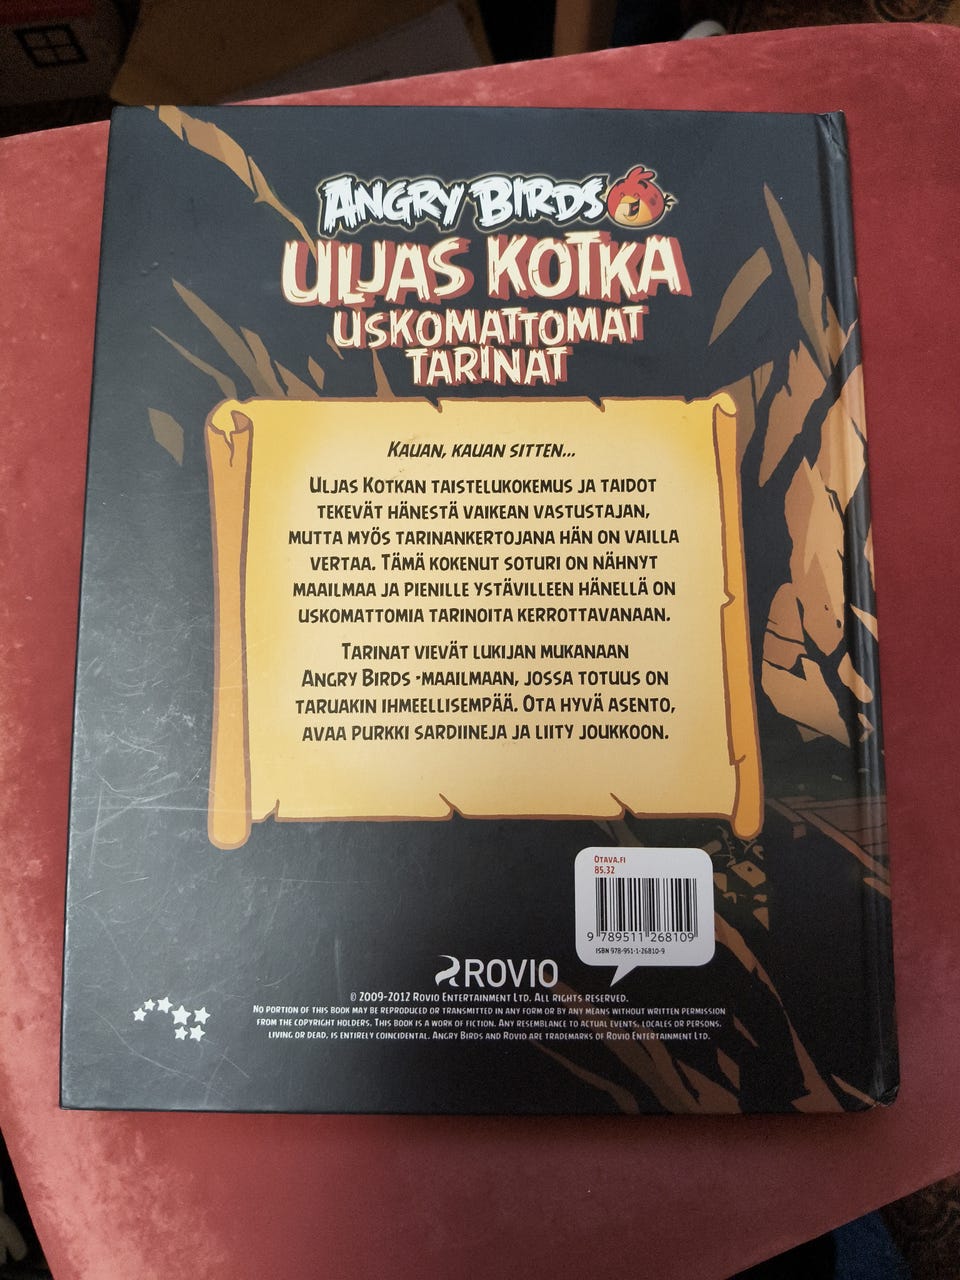 ANGRY BIRDS
ULJAS KOTKA
USKOMATTOMAT
TARINAT
KAUAN, KAUAN SITTEN...
ULJAS KOTKAN TAISTELUKOKEMUS JA TAIDOT
TEKEVÄT HÄNESTÄ VAIKEAN VASTUSTAJAN,
MUTTA MYÖS TARINANKERTOJANA HÄN ON VAILLA
VERTAA. TÄMÄ KOKENUT SOTURI ON NÄHNYT
MAAILMAA JA PIENILLE YSTÄVILLEEN HÄNELLÄ ON
USKOMATTOMIA TARINOITA KERROTTAVANAAN.
TARINAT VIEVÄT LUKIJAN MUKANAAN
ANGRY BIRDS -MAAILMAAN, JOSSA TOTUUS ON
TARUAKIN IHMEELLISEMPÄÄ. OTA HYVÄ ASENTO,
AVAA PURKKI SARDIINEJA JA LIITY JOUKKOON.
OTAVA.FI
85.32
9 789511 268109
ISBN 978-951-1-26810-9
ROVIO
© 2009-2012 ROVIO ENTERTAINMENT LTD. ALL RIGHTS RESERVED.
NO PORTION OF THIS BOOK MAY BE REPRODUCED OR TRANSMITTED IN ANY FORM OR BY ANY MEANS WITHOUT WRITTEN PERMISSION
FROM THE COPYRIGHT HOLDERS. THIS BOOK IS A WORK OF FICTION. ANY RESEMBLANCE TO ACTUAL EVENTS, LOCALES OR PERSONS,
LIVING OR DEAD, IS ENTIRELY COINCIDENTAL. ANGRY BIRDS AND ROVIO ARE TRADEMARKS OF ROVIO ENTERTAINMENT LTD.